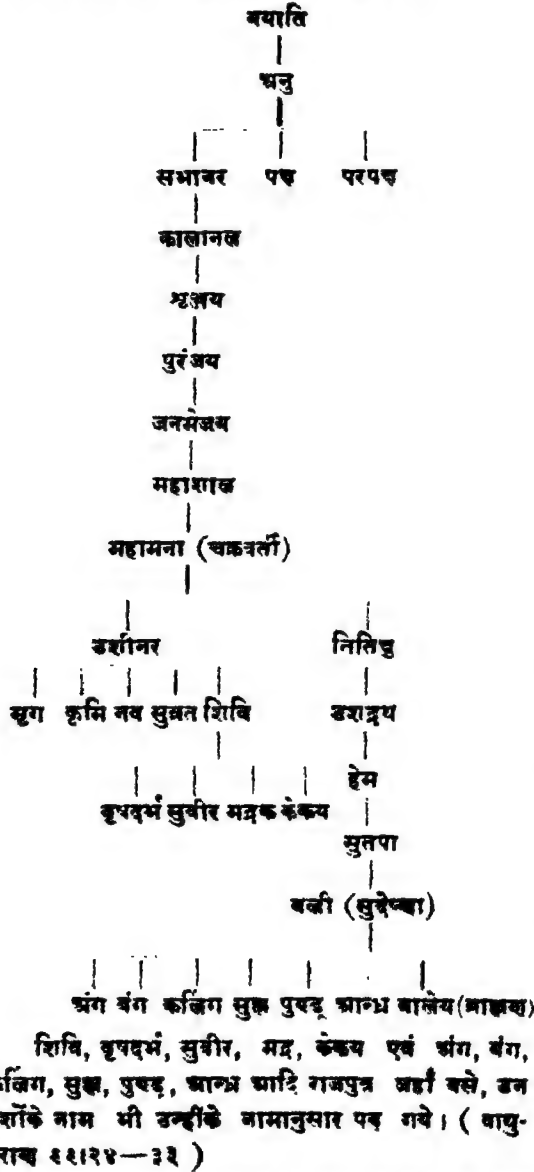 ययाति
अनु
सभानर पक्ष परपक्ष
कालानल
शृञ्जय
पुरंजय
जनमेजय
महाशाल
महामना (चक्रवर्ती)
उशीनर तितिक्षु
मृग कृमि नव सुव्रत शिवि उशद्रथ
हेम
वृषदर्भ सुवीर मद्रक केकय
सुतपा
बली (सुदेष्णा)
अंग वंग कलिंग सुह्म पुण्ड्र आन्ध्र वालेय(ब्राह्मण)
शिवि, वृषदर्भ, सुवीर, मद्र, केकय एवं अंग, वंग,
कलिंग, सुह्म, पुण्ड्र, आन्ध्र आदि राजपुत्र जहाँ बसे, उन
देशोंके नाम भी उन्हींके नामानुसार पड़ गये। ( वायु-
पुराण ९९।२४—३३ )